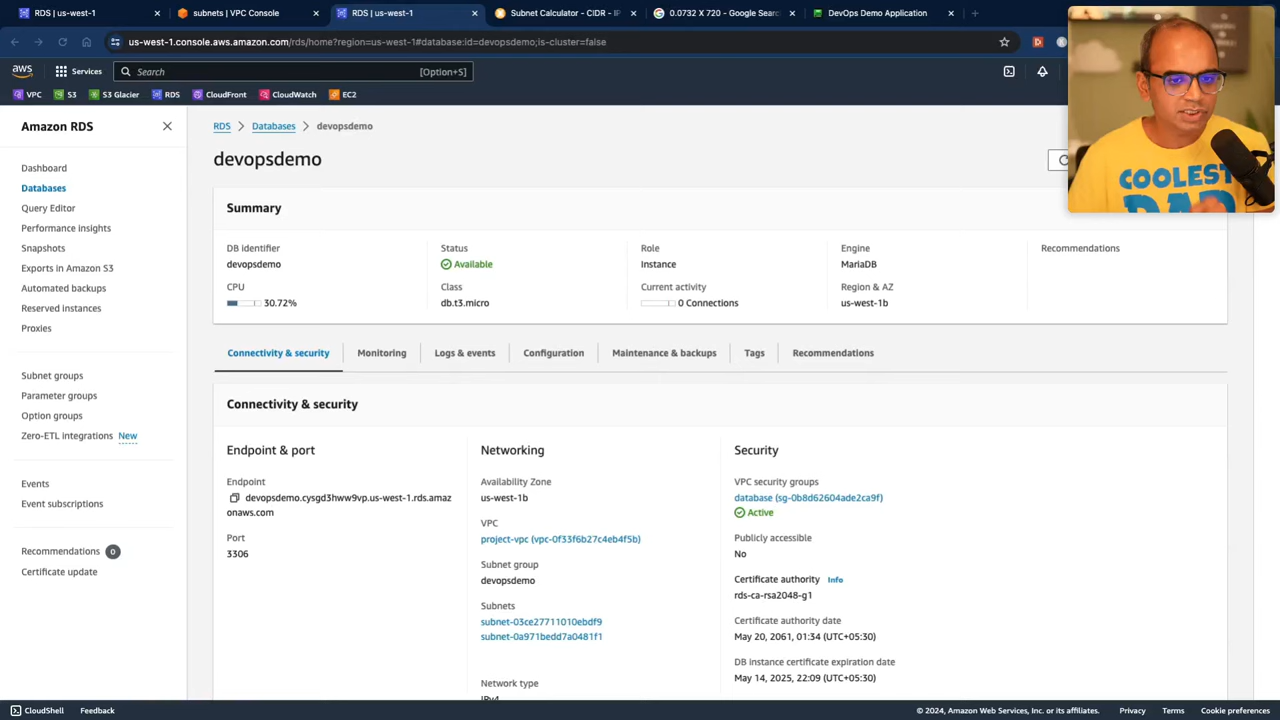 RDS | us-west-1
subnets | VPC Console
RDS | us-west-1
Subnet Calculator - CIDR - IP
0.0732 X 720 - Google Sear
DevOps Demo Application
us-west-1.console.aws.amazon.com/rds/home?region=us-west-1#database:id=devopsdemo;is-cluster=false
aws
Services
Search
[Option+S]
VPC
S3
S3 Glacier
RDS
CloudFront
CloudWatch
EC2
Amazon RDS
Dashboard
Databases
Query Editor
Performance insights
Snapshots
Exports in Amazon S3
Automated backups
Reserved instances
Proxies
Subnet groups
Parameter groups
Option groups
Zero-ETL integrations New
Events
Event subscriptions
Recommendations 0
Certificate update
RDS > Databases > devopsdemo
devopsdemo
Summary
DB identifier
devopsdemo
Status
Available
Role
Instance
Engine
MariaDB
Recommendations
CPU
30.72%
Class
db.t3.micro
Current activity
0 Connections
Region & AZ
us-west-1b
Connectivity & security
Monitoring
Logs & events
Configuration
Maintenance & backups
Tags
Recommendations
Connectivity & security
Endpoint & port
Endpoint
devopsdemo.cysgd3hww9vp.us-west-1.rds.amaz
onaws.com
Port
3306
Networking
Availability Zone
us-west-1b
VPC
project-vpc (vpc-0f33f6b27c4eb4f5b)
Subnet group
devopsdemo
Subnets
subnet-03ce27711010ebdf9
subnet-0a971bedd7a0481f1
Network type
IPv4
Security
VPC security groups
database (sg-0b8d62604ade2ca9f)
Active
Publicly accessible
No
Certificate authority Info
rds-ca-rsa2048-g1
Certificate authority date
May 20, 2061, 01:34 (UTC+05:30)
DB instance certificate expiration date
May 14, 2025, 22:09 (UTC+05:30)
COOLEST
DAD
CloudShell
Feedback
© 2024, Amazon Web Services, Inc. or its affiliates.
Privacy
Terms
Cookie preferences